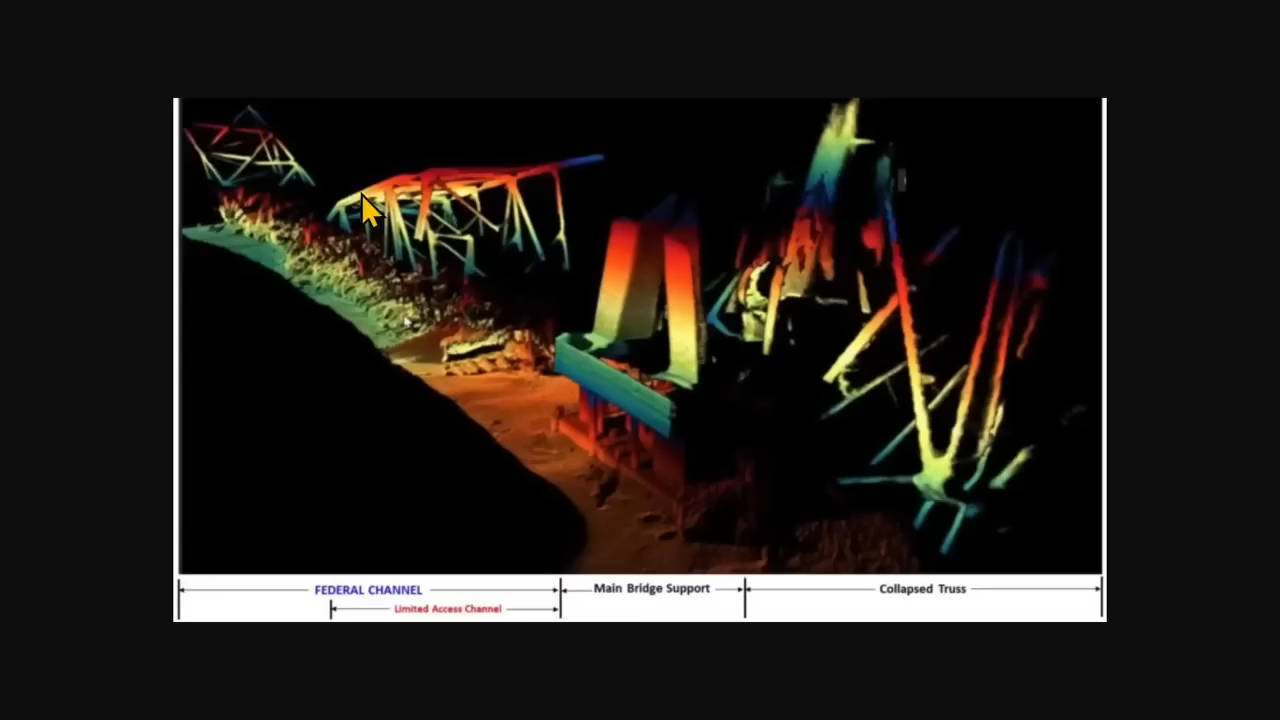 FEDERAL CHANNEL
Main Bridge Support
Collapsed Truss
Limited Access Channel